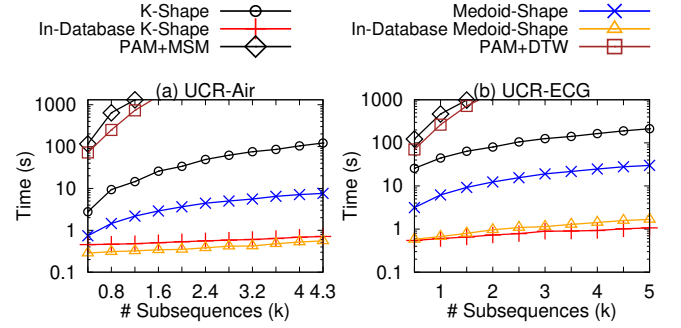 K-Shape
In-Database K-Shape
PAM+MSM
Medoid-Shape
In-Database Medoid-Shape
PAM+DTW
(a) UCR-Air
Time (s)
1000
100
10
1
0.1
0.8 1.6 2.4 3.2 4 4.3
# Subsequences (k)
(b) UCR-ECG
Time (s)
1000
100
10
1
0.1
1 2 3 4 5
# Subsequences (k)